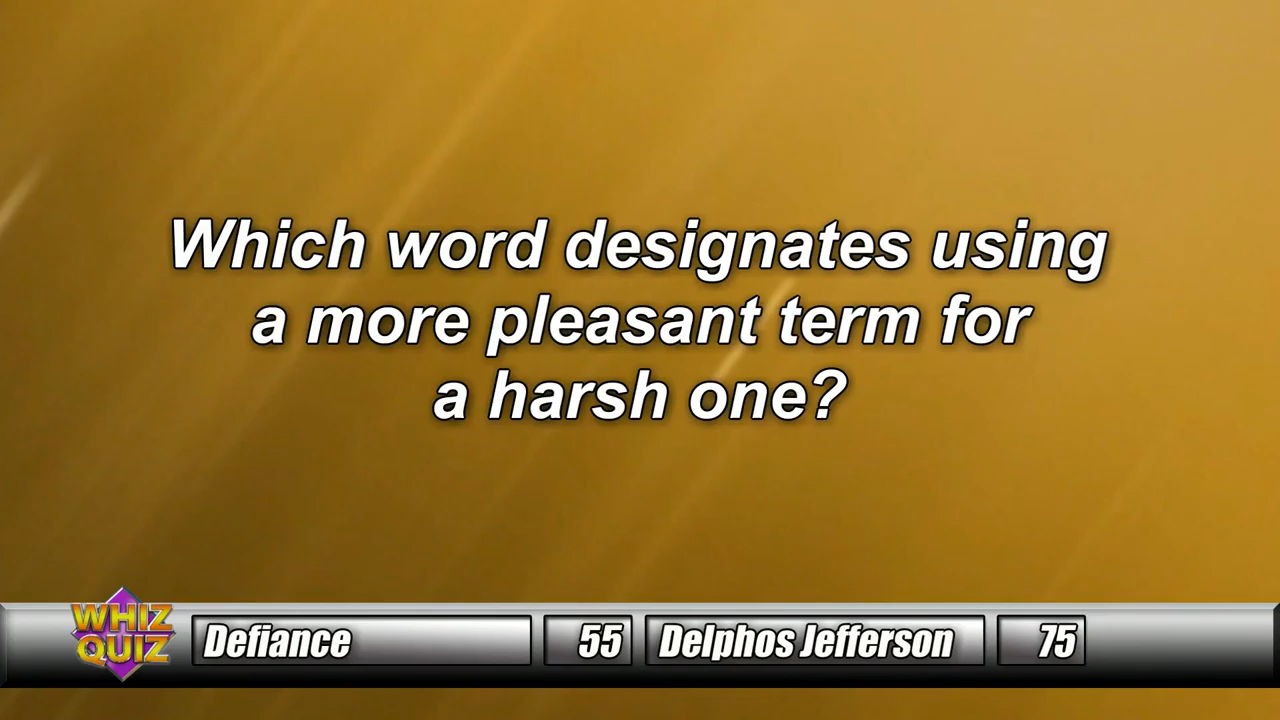 Which word designates using
a more pleasant term for
a harsh one?
WHIZ
QUIZ
Defiance 55 Delphos Jefferson 75